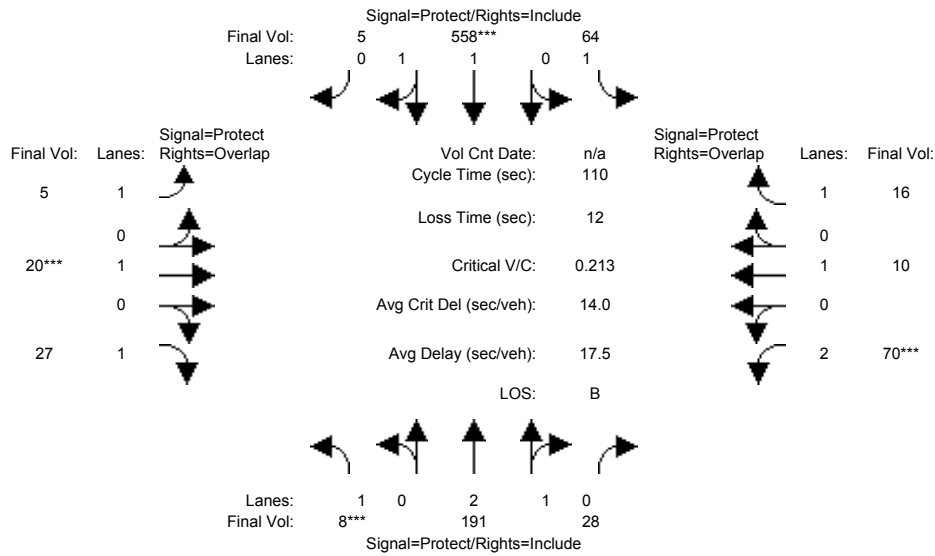 Signal=Protect/Rights=Include
Final Vol: 5 558*** 64
Lanes: 0 1 1 0 1
Signal=Protect Signal=Protect
Final Vol: Lanes: Rights=Overlap Vol Cnt Date: n/a Rights=Overlap Lanes: Final Vol:
Cycle Time (sec): 110
5 1 1 16
Loss Time (sec): 12
0 0
20*** 1 Critical V/C: 0.213 1 10
0 Avg Crit Del (sec/veh): 14.0 0
27 1 Avg Delay (sec/veh): 17.5 2 70***
LOS: B
Lanes: 1 0 2 1 0
Final Vol: 8*** 191 28
Signal=Protect/Rights=Include